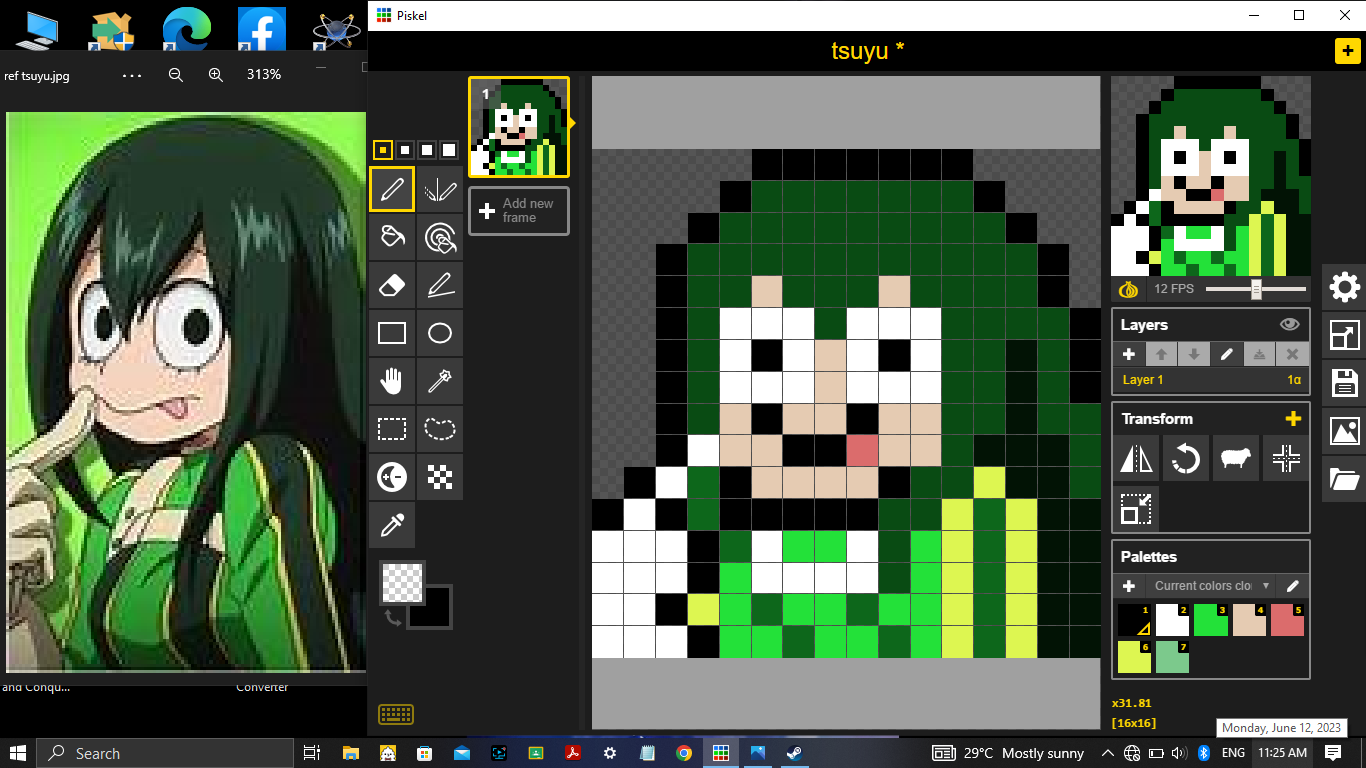 Piskel
tsuyu *
ref tsuyu.jpg
313%
1
Add new
frame
12 FPS
Layers
Layer 1
1α
Transform
Palettes
Current colors clo
1
2
3
4
5
6
7
x31.81
[16x16]
and Conqu...
Converter
Monday, June 12, 2023
Search
29°C Mostly sunny
ENG
11:25 AM